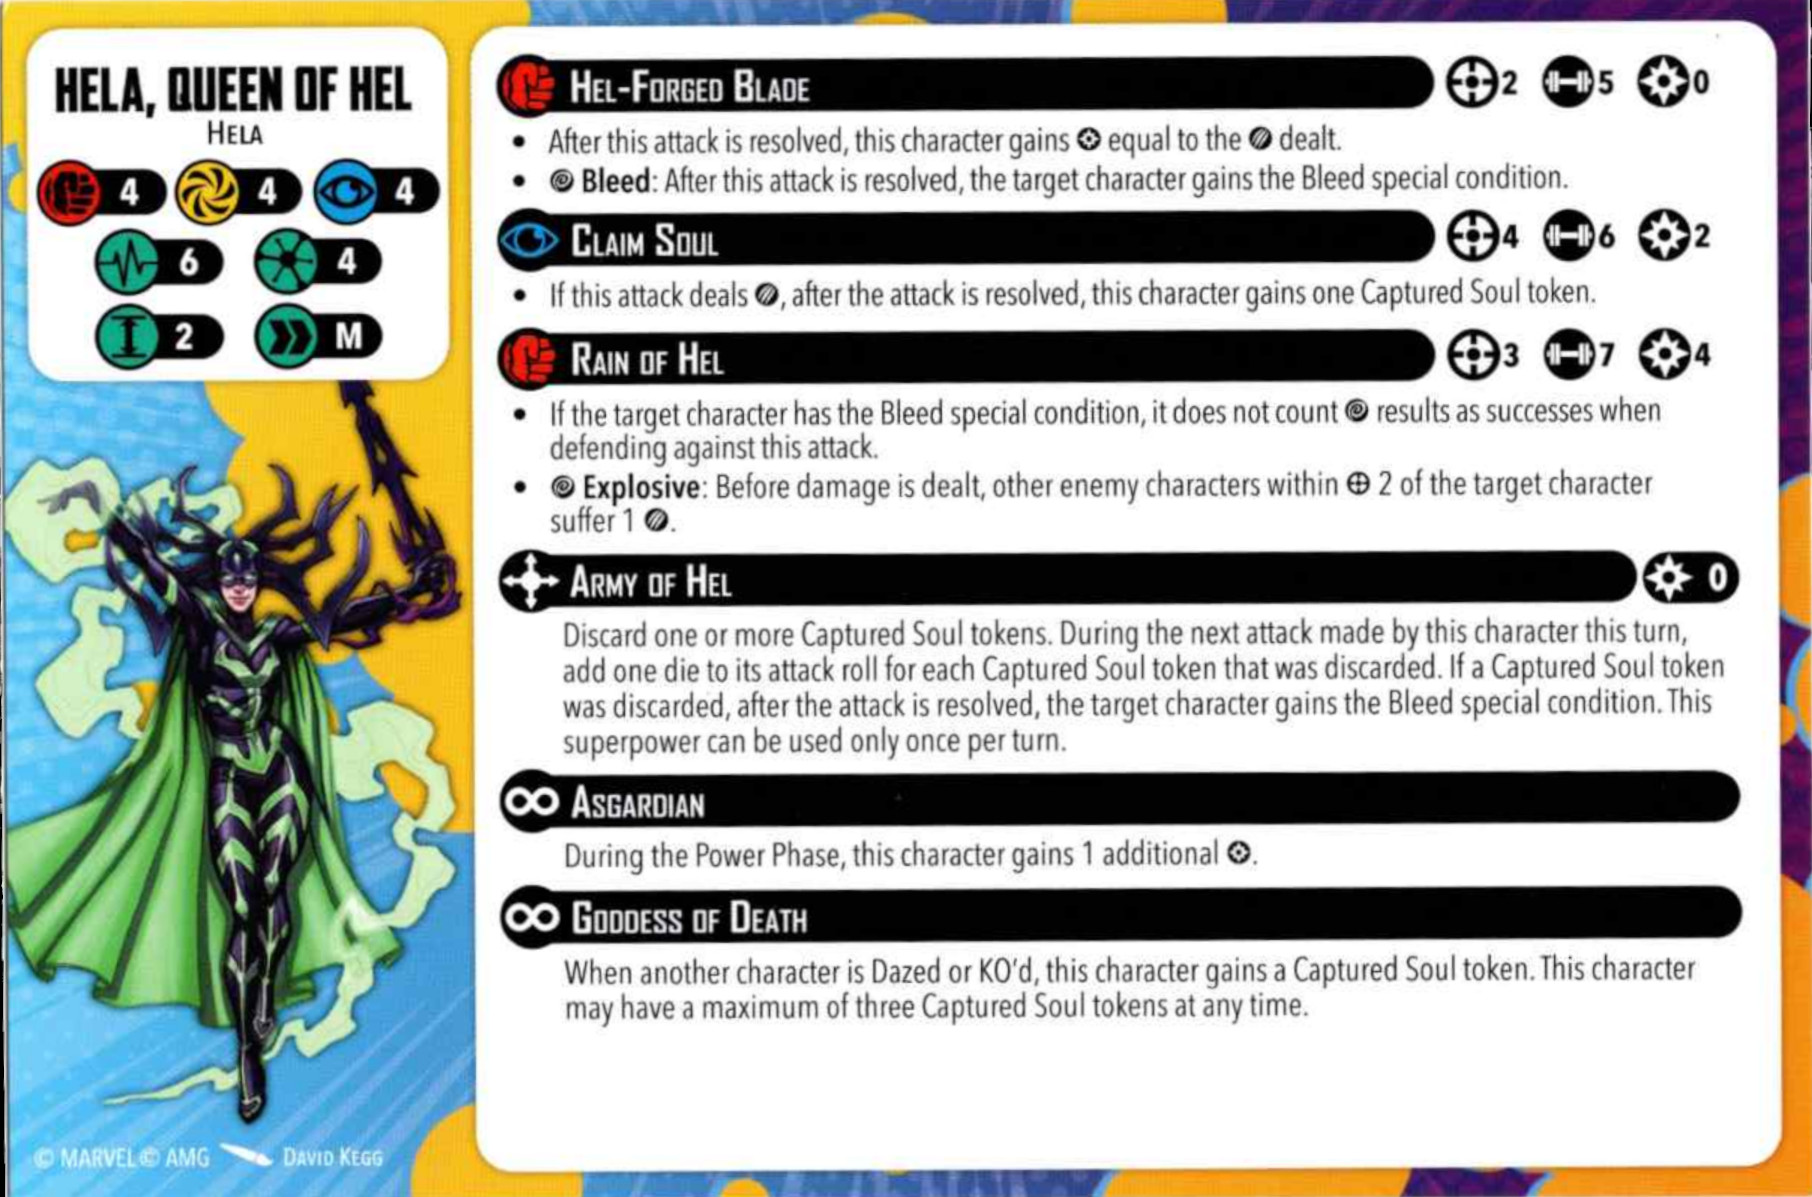 HELA, QUEEN OF HEL
HELA
4 4 4
6 4
2 M
HEL-FORGED BLADE 2 5 0
• After this attack is resolved, this character gains equal to the dealt.
• Bleed: After this attack is resolved, the target character gains the Bleed special condition.
CLAIM SOUL 4 6 2
• If this attack deals , after the attack is resolved, this character gains one Captured Soul token.
RAIN OF HEL 3 7 4
• If the target character has the Bleed special condition, it does not count results as successes when
defending against this attack.
• Explosive: Before damage is dealt, other enemy characters within 2 of the target character
suffer 1 .
ARMY OF HEL 0
Discard one or more Captured Soul tokens. During the next attack made by this character this turn,
add one die to its attack roll for each Captured Soul token that was discarded. If a Captured Soul token
was discarded, after the attack is resolved, the target character gains the Bleed special condition. This
superpower can be used only once per turn.
ASGARDIAN
During the Power Phase, this character gains 1 additional .
GODDESS OF DEATH
When another character is Dazed or KO'd, this character gains a Captured Soul token. This character
may have a maximum of three Captured Soul tokens at any time.
© MARVEL © AMG DAVID KEGG